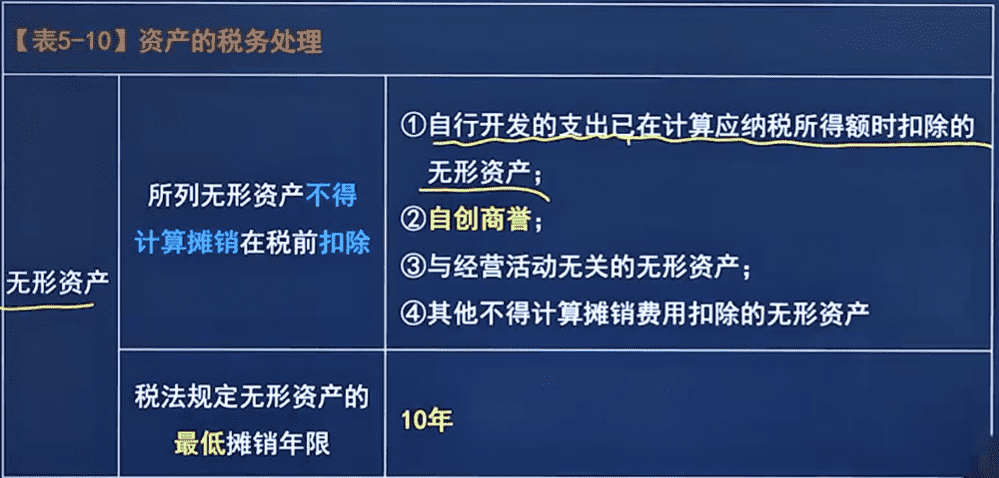 【表5-10】资产的税务处理
无形资产
所列无形资产不得
计算摊销在税前扣除
①自行开发的支出已在计算应纳税所得额时扣除的
无形资产;
②自创商誉;
③与经营活动无关的无形资产;
④其他不得计算摊销费用扣除的无形资产
税法规定无形资产的
最低摊销年限
10年